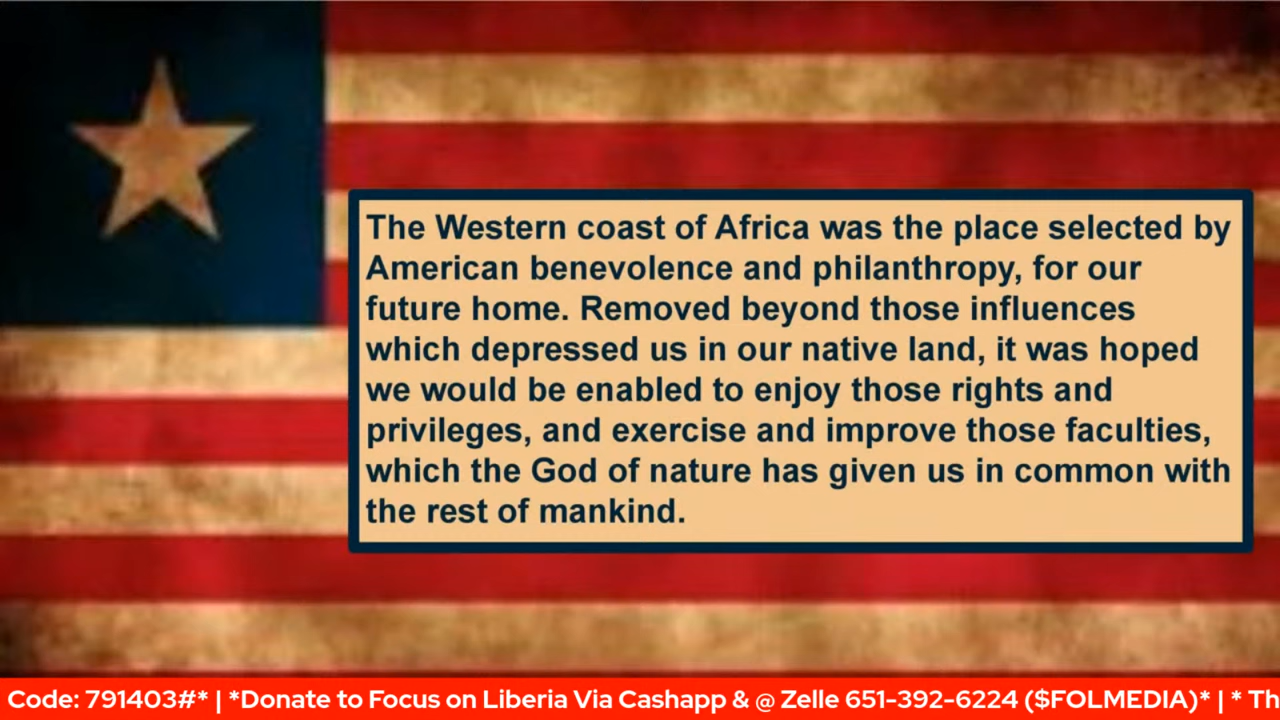 The Western coast of Africa was the place selected by
American benevolence and philanthropy, for our
future home. Removed beyond those influences
which depressed us in our native land, it was hoped
we would be enabled to enjoy those rights and
privileges, and exercise and improve those faculties,
which the God of nature has given us in common with
the rest of mankind.
Code: 791403#* | *Donate to Focus on Liberia Via Cashapp & @ Zelle 651-392-6224 ($FOLMEDIA)* | * Th